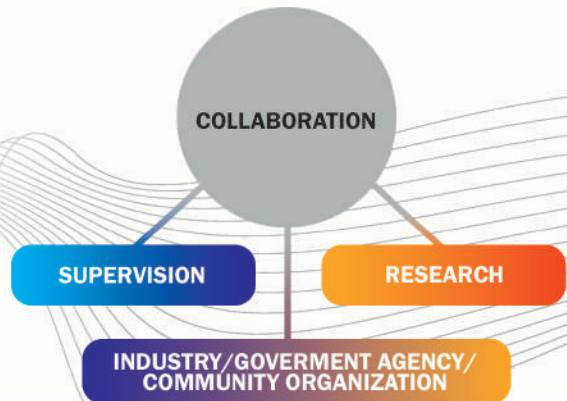 COLLABORATION
SUPERVISION
RESEARCH
INDUSTRY/GOVERMENT AGENCY/
COMMUNITY ORGANIZATION